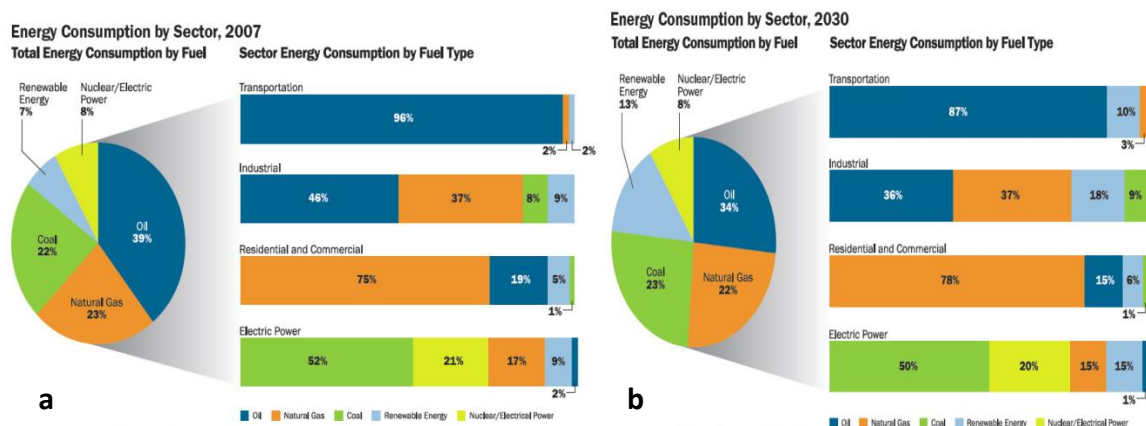 Energy Consumption by Sector, 2007
Total Energy Consumption by Fuel
Sector Energy Consumption by Fuel Type
Renewable
Energy
7%
Nuclear/Electric
Power
8%
Oil
39%
Coal
22%
Natural Gas
23%
Transportation
96%
2%
2%
Industrial
46%
37%
8%
9%
Residential and Commercial
75%
19%
5%
1%
Electric Power
52%
21%
17%
9%
2%
a
Oil
Natural Gas
Coal
Renewable Energy
Nuclear/Electrical Power
Energy Consumption by Sector, 2030
Total Energy Consumption by Fuel
Sector Energy Consumption by Fuel Type
Renewable
Energy
13%
Nuclear/Electric
Power
8%
Oil
34%
Coal
23%
Natural Gas
22%
Transportation
87%
10%
3%
Industrial
36%
37%
18%
9%
Residential and Commercial
78%
15%
6%
1%
Electric Power
50%
20%
15%
15%
1%
b
Oil
Natural Gas
Coal
Renewable Energy
Nuclear/Electrical Power